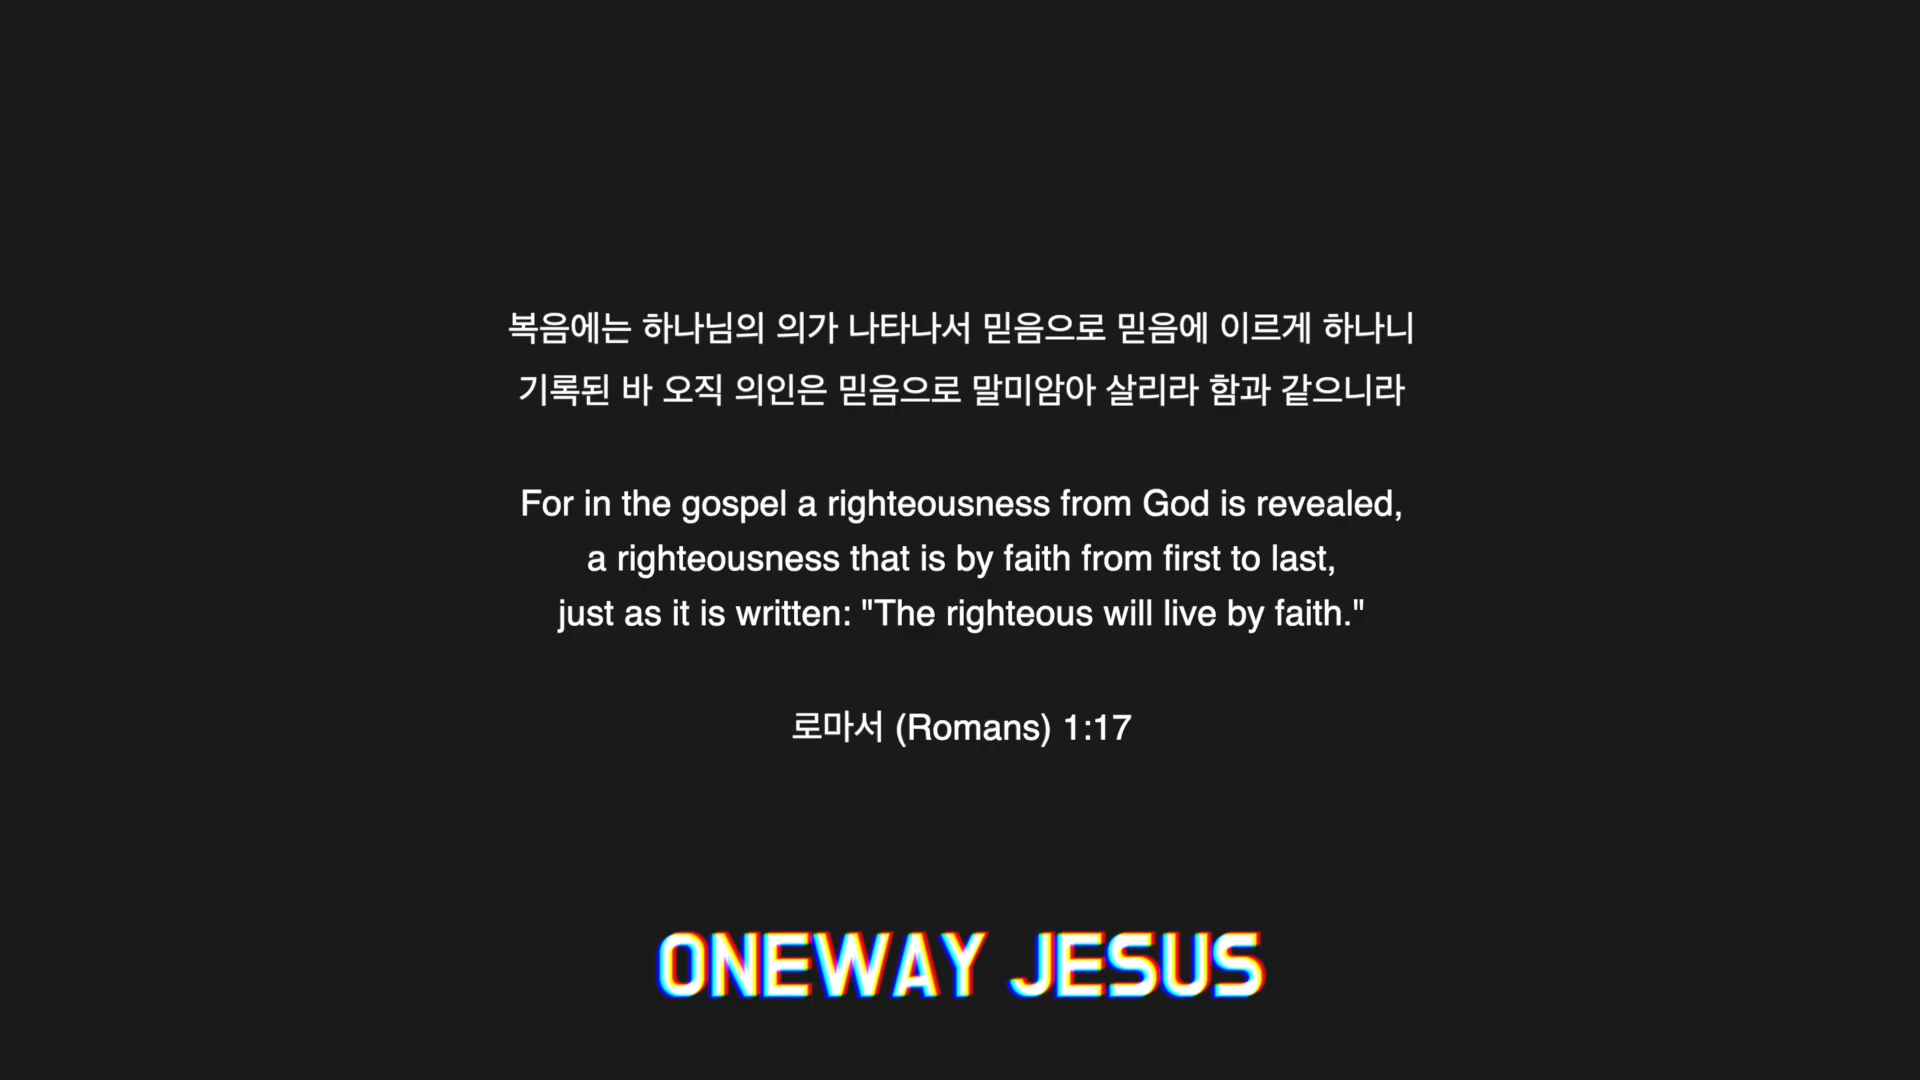 복음에는 하나님의 의가 나타나서 믿음으로 믿음에 이르게 하나니
기록된 바 오직 의인은 믿음으로 말미암아 살리라 함과 같으니라
For in the gospel a righteousness from God is revealed,
a righteousness that is by faith from first to last,
just as it is written: "The righteous will live by faith."
로마서 (Romans) 1:17
ONEWAY JESUS